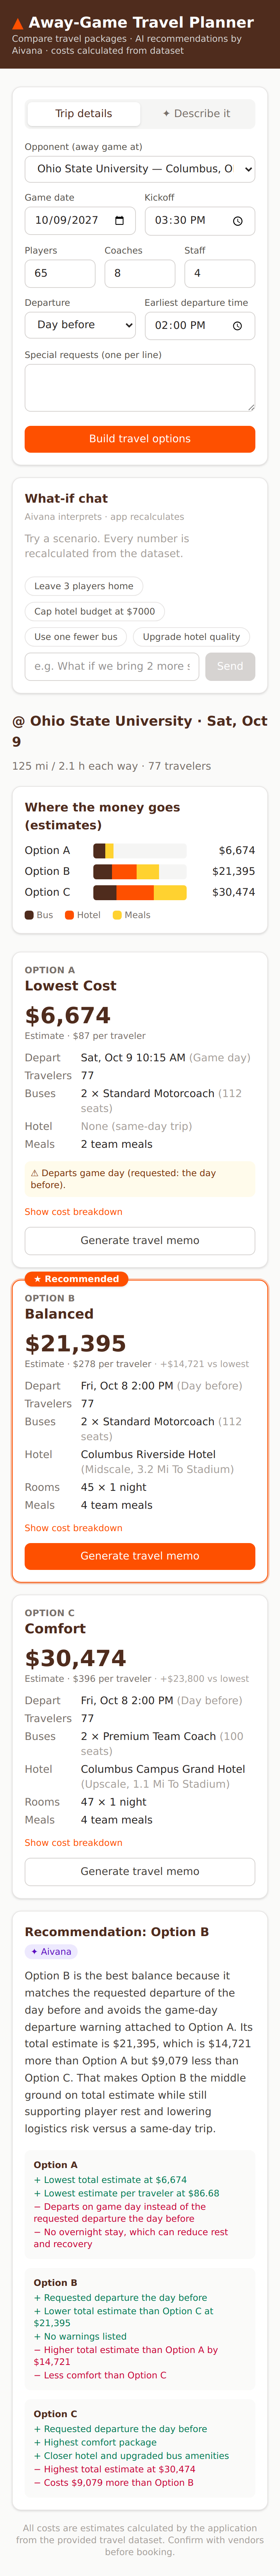 ▲ Away-Game Travel Planner
Compare travel packages · AI recommendations by
Aivana · costs calculated from dataset
Trip details
✦ Describe it
Opponent (away game at)
Ohio State University — Columbus, O
Game date
Kickoff
10/09/2027
03:30 PM
Players
Coaches
Staff
65
8
4
Departure
Earliest departure time
Day before
02:00 PM
Special requests (one per line)
Build travel options
What-if chat
Aivana interprets · app recalculates
Try a scenario. Every number is
recalculated from the dataset.
Leave 3 players home
Cap hotel budget at $7000
Use one fewer bus
Upgrade hotel quality
e.g. What if we bring 2 more s
Send
@ Ohio State University · Sat, Oct
9
125 mi / 2.1 h each way · 77 travelers
Where the money goes
(estimates)
Option A $6,674
Option B $21,395
Option C $30,474
Bus Hotel Meals
OPTION A
Lowest Cost
$6,674
Estimate · $87 per traveler
Depart Sat, Oct 9 10:15 AM (Game day)
Travelers 77
Buses 2 × Standard Motorcoach (112
seats)
Hotel None (same-day trip)
Meals 2 team meals
⚠ Departs game day (requested: the day
before).
Show cost breakdown
Generate travel memo
★ Recommended
OPTION B
Balanced
$21,395
Estimate · $278 per traveler · +$14,721 vs lowest
Depart Fri, Oct 8 2:00 PM (Day before)
Travelers 77
Buses 2 × Standard Motorcoach (112
seats)
Hotel Columbus Riverside Hotel
(Midscale, 3.2 Mi To Stadium)
Rooms 45 × 1 night
Meals 4 team meals
Show cost breakdown
Generate travel memo
OPTION C
Comfort
$30,474
Estimate · $396 per traveler · +$23,800 vs lowest
Depart Fri, Oct 8 2:00 PM (Day before)
Travelers 77
Buses 2 × Premium Team Coach (100
seats)
Hotel Columbus Campus Grand Hotel
(Upscale, 1.1 Mi To Stadium)
Rooms 47 × 1 night
Meals 4 team meals
Show cost breakdown
Generate travel memo
Recommendation: Option B
✦ Aivana
Option B is the best balance because it
matches the requested departure of the
day before and avoids the game-day
departure warning attached to Option A. Its
total estimate is $21,395, which is $14,721
more than Option A but $9,079 less than
Option C. That makes Option B the middle
ground on total estimate while still
supporting player rest and lowering
logistics risk versus a same-day trip.
Option A
+ Lowest total estimate at $6,674
+ Lowest estimate per traveler at $86.68
− Departs on game day instead of the
requested departure the day before
− No overnight stay, which can reduce rest
and recovery
Option B
+ Requested departure the day before
+ Lower total estimate than Option C at
$21,395
+ No warnings listed
− Higher total estimate than Option A by
$14,721
− Less comfort than Option C
Option C
+ Requested departure the day before
+ Highest comfort package
+ Closer hotel and upgraded bus amenities
− Highest total estimate at $30,474
− Costs $9,079 more than Option B
All costs are estimates calculated by the application
from the provided travel dataset. Confirm with vendors
before booking.